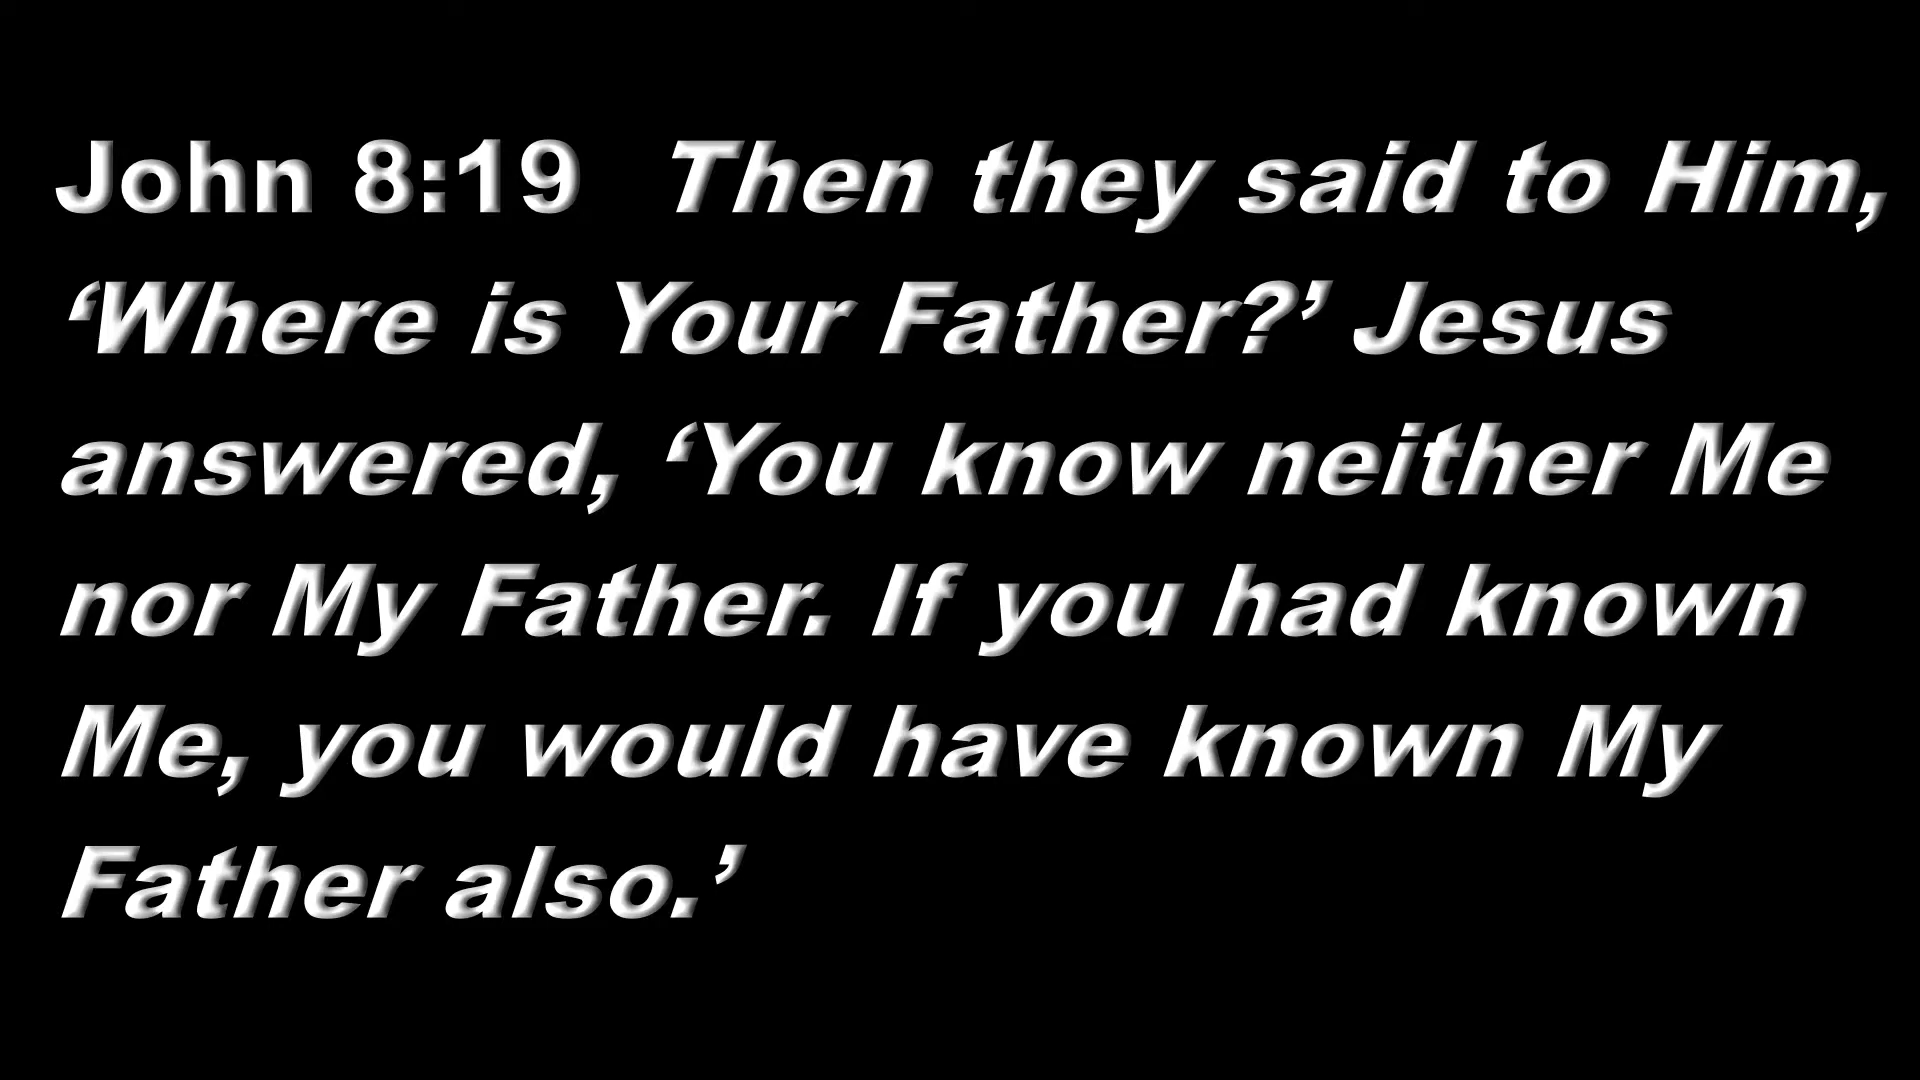 John 8:19 Then they said to Him,
‘Where is Your Father?’ Jesus
answered, ‘You know neither Me
nor My Father. If you had known
Me, you would have known My
Father also.’